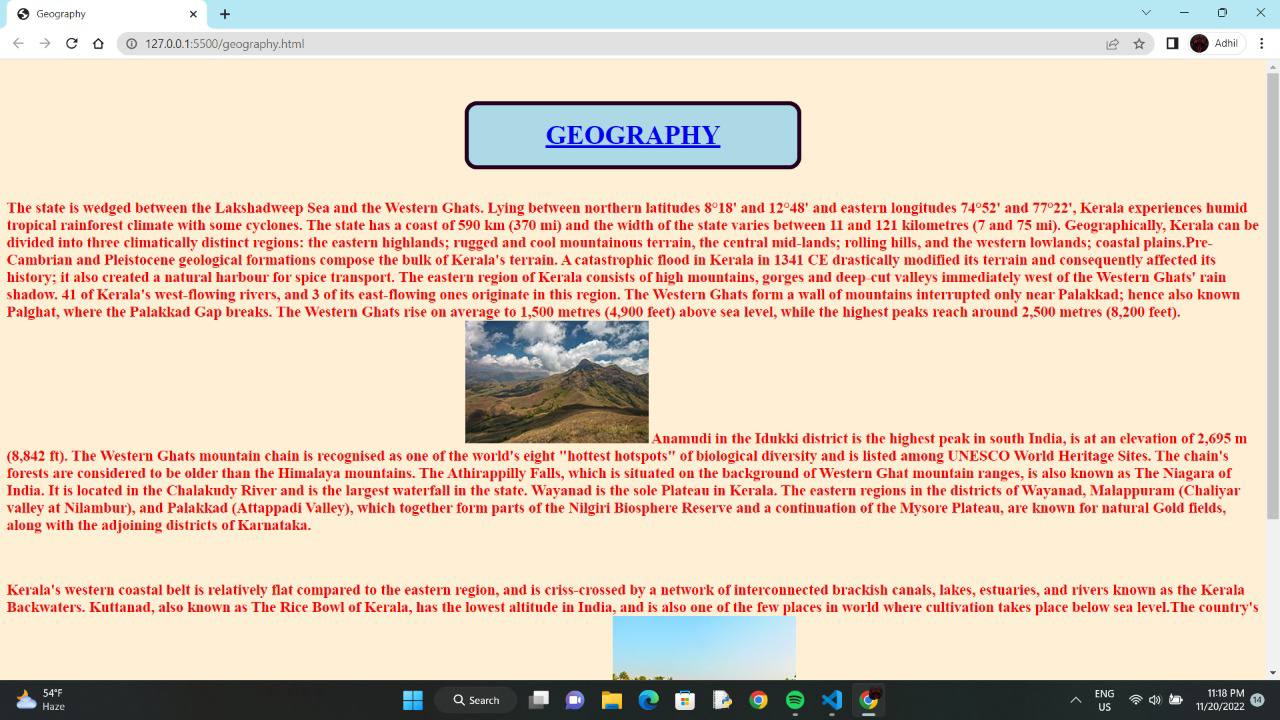 Geography
127.0.0.1:5500/geography.html
Adhil
GEOGRAPHY
The state is wedged between the Lakshadweep Sea and the Western Ghats. Lying between northern latitudes 8°18' and 12°48' and eastern longitudes 74°52' and 77°22', Kerala experiences humid
tropical rainforest climate with some cyclones. The state has a coast of 590 km (370 mi) and the width of the state varies between 11 and 121 kilometres (7 and 75 mi). Geographically, Kerala can be
divided into three climatically distinct regions: the eastern highlands; rugged and cool mountainous terrain, the central mid-lands; rolling hills, and the western lowlands; coastal plains.Pre-
Cambrian and Pleistocene geological formations compose the bulk of Kerala's terrain. A catastrophic flood in Kerala in 1341 CE drastically modified its terrain and consequently affected its
history; it also created a natural harbour for spice transport. The eastern region of Kerala consists of high mountains, gorges and deep-cut valleys immediately west of the Western Ghats' rain
shadow. 41 of Kerala's west-flowing rivers, and 3 of its east-flowing ones originate in this region. The Western Ghats form a wall of mountains interrupted only near Palakkad; hence also known
Palghat, where the Palakkad Gap breaks. The Western Ghats rise on average to 1,500 metres (4,900 feet) above sea level, while the highest peaks reach around 2,500 metres (8,200 feet).
Anamudi in the Idukki district is the highest peak in south India, is at an elevation of 2,695 m
(8,842 ft). The Western Ghats mountain chain is recognised as one of the world's eight "hottest hotspots" of biological diversity and is listed among UNESCO World Heritage Sites. The chain's
forests are considered to be older than the Himalaya mountains. The Athirappilly Falls, which is situated on the background of Western Ghat mountain ranges, is also known as The Niagara of
India. It is located in the Chalakudy River and is the largest waterfall in the state. Wayanad is the sole Plateau in Kerala. The eastern regions in the districts of Wayanad, Malappuram (Chaliyar
valley at Nilambur), and Palakkad (Attappadi Valley), which together form parts of the Nilgiri Biosphere Reserve and a continuation of the Mysore Plateau, are known for natural Gold fields,
along with the adjoining districts of Karnataka.
Kerala's western coastal belt is relatively flat compared to the eastern region, and is criss-crossed by a network of interconnected brackish canals, lakes, estuaries, and rivers known as the Kerala
Backwaters. Kuttanad, also known as The Rice Bowl of Kerala, has the lowest altitude in India, and is also one of the few places in world where cultivation takes place below sea level.The country's
54°F
Haze
Search
ENG
US
11:18 PM
11/20/2022
14